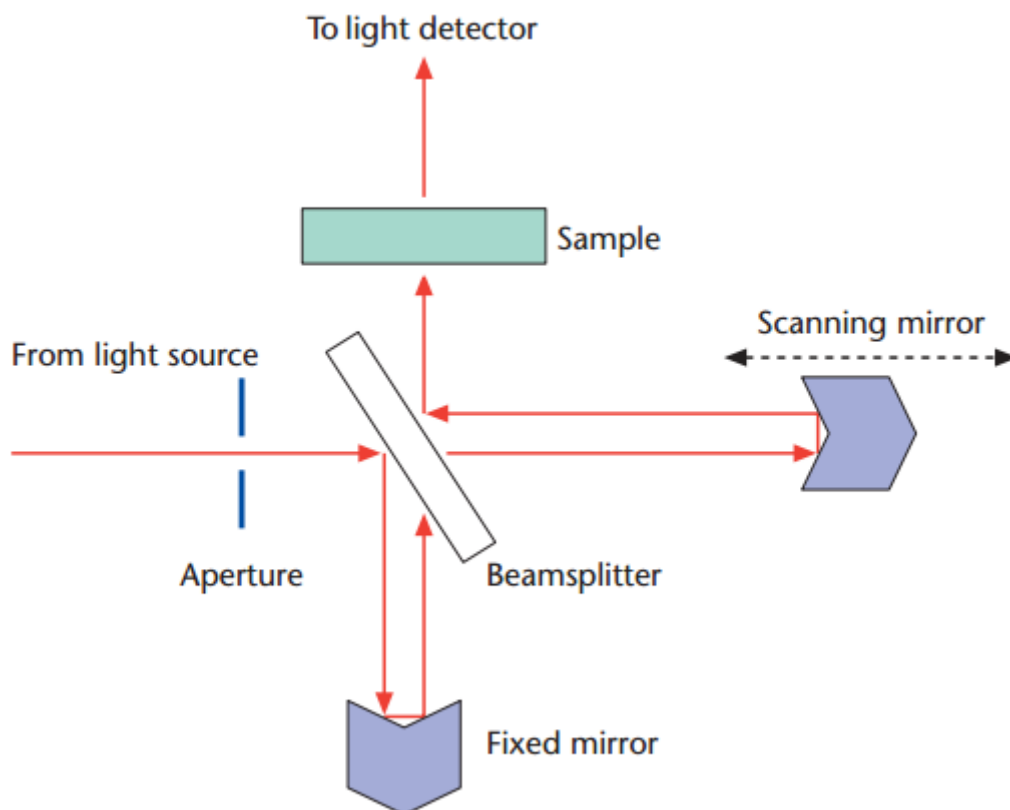 To light detector
Sample
Scanning mirror
From light source
Aperture
Beamsplitter
Fixed mirror